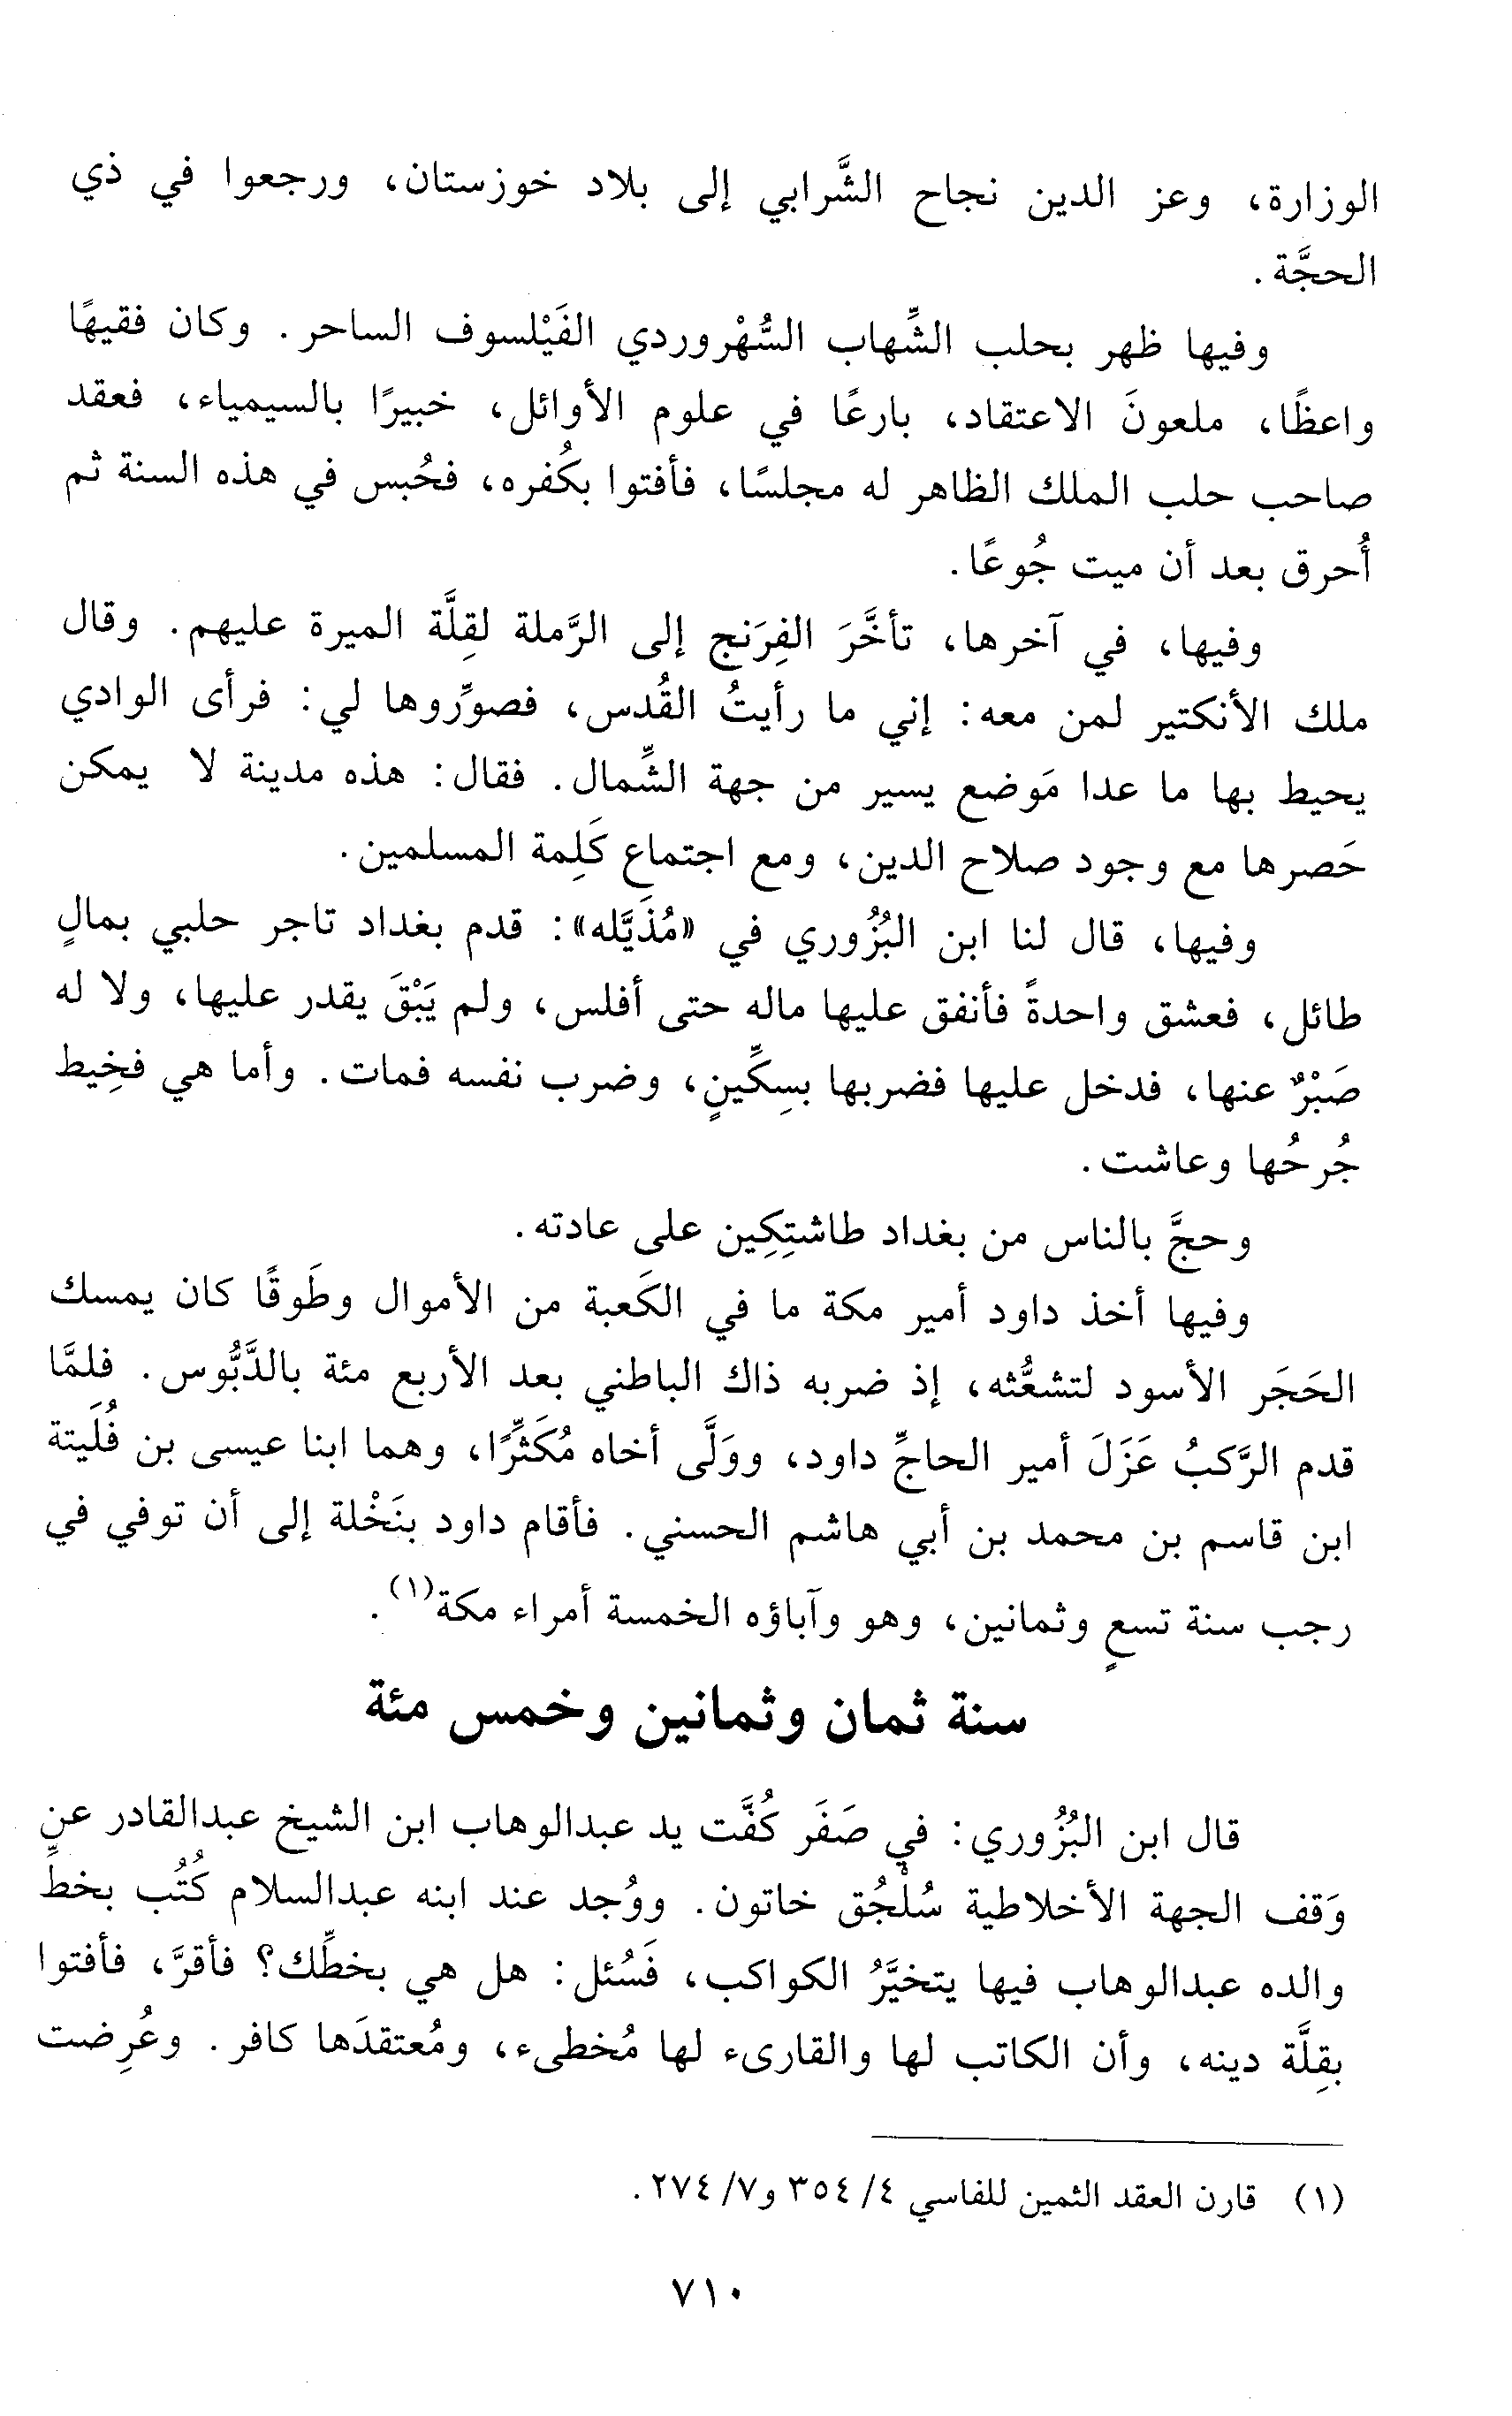 الوزارة، وعز الدين نجاح الشَّرابي إلى بلاد خوزستان، ورجعوا في ذي
الحجَّة.
وفيها ظهر بحلب الشِّهاب السُّهْروردي الفَيْلسوف الساحر. وكان فقيهًا
واعظًا، ملعونَ الاعتقاد، بارعًا في علوم الأوائل، خبيرًا بالسيمياء، فعقد
صاحب حلب الملك الظاهر له مجلسًا، فأفتوا بكُفره، فحُبس في هذه السنة ثم
أُحرق بعد أن ميت جُوعًا.
وفيها، في آخرها، تأخَّرَ الفِرَنج إلى الرَّملة لقِلَّة الميرة عليهم. وقال
ملك الأنكتير لمن معه: إني ما رأيتُ القُدس، فصوِّروها لي: فرأى الوادي
يحيط بها ما عدا مَوضع يسير من جهة الشِّمال. فقال: هذه مدينة لا يمكن
حَصرها مع وجود صلاح الدين، ومع اجتماع كَلِمة المسلمين.
وفيها، قال لنا ابن البُزُوري في «مُذَيَّله»: قدم بغداد تاجر حلبي بمالٍ
طائل، فعشق واحدةً فأنفق عليها ماله حتى أفلس، ولم يَبْقَ يقدر عليها، ولا له
صَبْرٌ عنها، فدخل عليها فضربها بسِكِّينٍ، وضرب نفسه فمات. وأما هي فخِيط
جُرحُها وعاشت.
وحجَّ بالناس من بغداد طاشتِكِين على عادته.
وفيها أخذ داود أمير مكة ما في الكَعبة من الأموال وطَوقًا كان يمسك
الحَجَر الأسود لتشعُّثه، إذ ضربه ذاك الباطني بعد الأربع مئة بالدَّبُّوس. فلمَّا
قدم الرَّكبُ عَزَلَ أمير الحاجِّ داود، ووَلَّى أخاه مُكَثِّرًا، وهما ابنا عيسى بن فُلَيتة
ابن قاسم بن محمد بن أبي هاشم الحسني. فأقام داود بنَخْلة إلى أن توفي في
رجب سنة تسعٍ وثمانين، وهو وآباؤه الخمسة أمراء مكة(١).
سنة ثمان وثمانين وخمس مئة
قال ابن البُزُوري: في صَفَر كُفَّت يد عبدالوهاب ابن الشيخ عبدالقادر عن
وَقف الجهة الأخلاطية سُلْجُق خاتون. ووُجد عند ابنه عبدالسلام كُتُب بخطِّ
والده عبدالوهاب فيها يتخيَّرُ الكواكب، فَسُئل: هل هي بخطِّك؟ فأقرَّ، فأفتوا
بقِلَّة دينه، وأن الكاتب لها والقارىء لها مُخطىء، ومُعتقدَها كافر. وعُرِضت
(١) قارن العقد الثمين للفاسي ٤/ ٣٥٤ و٧/ ٢٧٤.
٧١٠